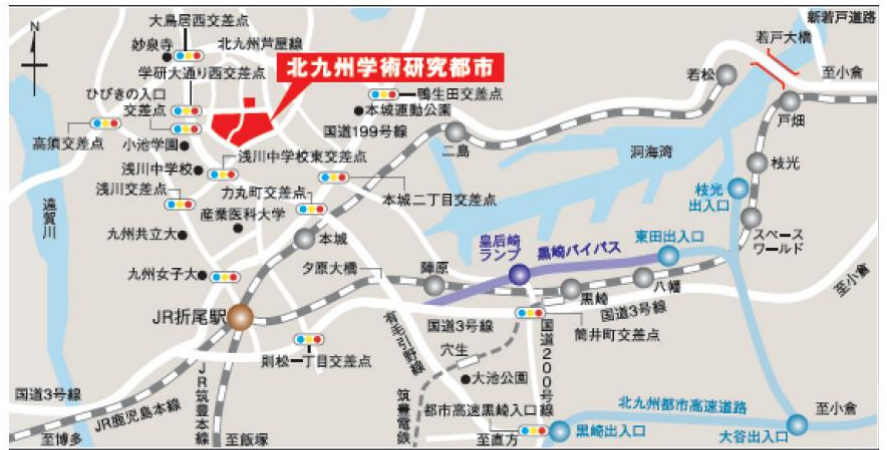 大鳥居西交差点
新若戸道路
N
妙泉寺
北九州芦屋線
若戸大橋
北九州学術研究都市
学研大通り西交差点
若松
至小倉
ひびきの入口
交差点
鴨生田交差点
本城運動公園
戸畑
高須交差点
小池学園
国道199号線
二島
洞海湾
浅川中学校
浅川中学校東交差点
枝光
浅川交差点
力丸町交差点
本城二丁目交差点
枝光
出入口
遠賀川
産業医科大学
皇后崎
ランプ
黒崎バイパス
東田出入口
スペース
ワールド
九州共立大
本城
九州女子大
夕原大橋
陣原
黒崎
八幡
至小倉
JR折尾駅
国道3号線
国道3号線
筒井町交差点
則松一丁目交差点
有毛引野線
国道200号線
穴生
大池公園
国道3号線
JR鹿児島本線
JR筑豊本線
筑豊電鉄
都市高速黒崎入口
北九州都市高速道路
至小倉
至博多
至飯塚
至直方
黒崎出入口
大谷出入口